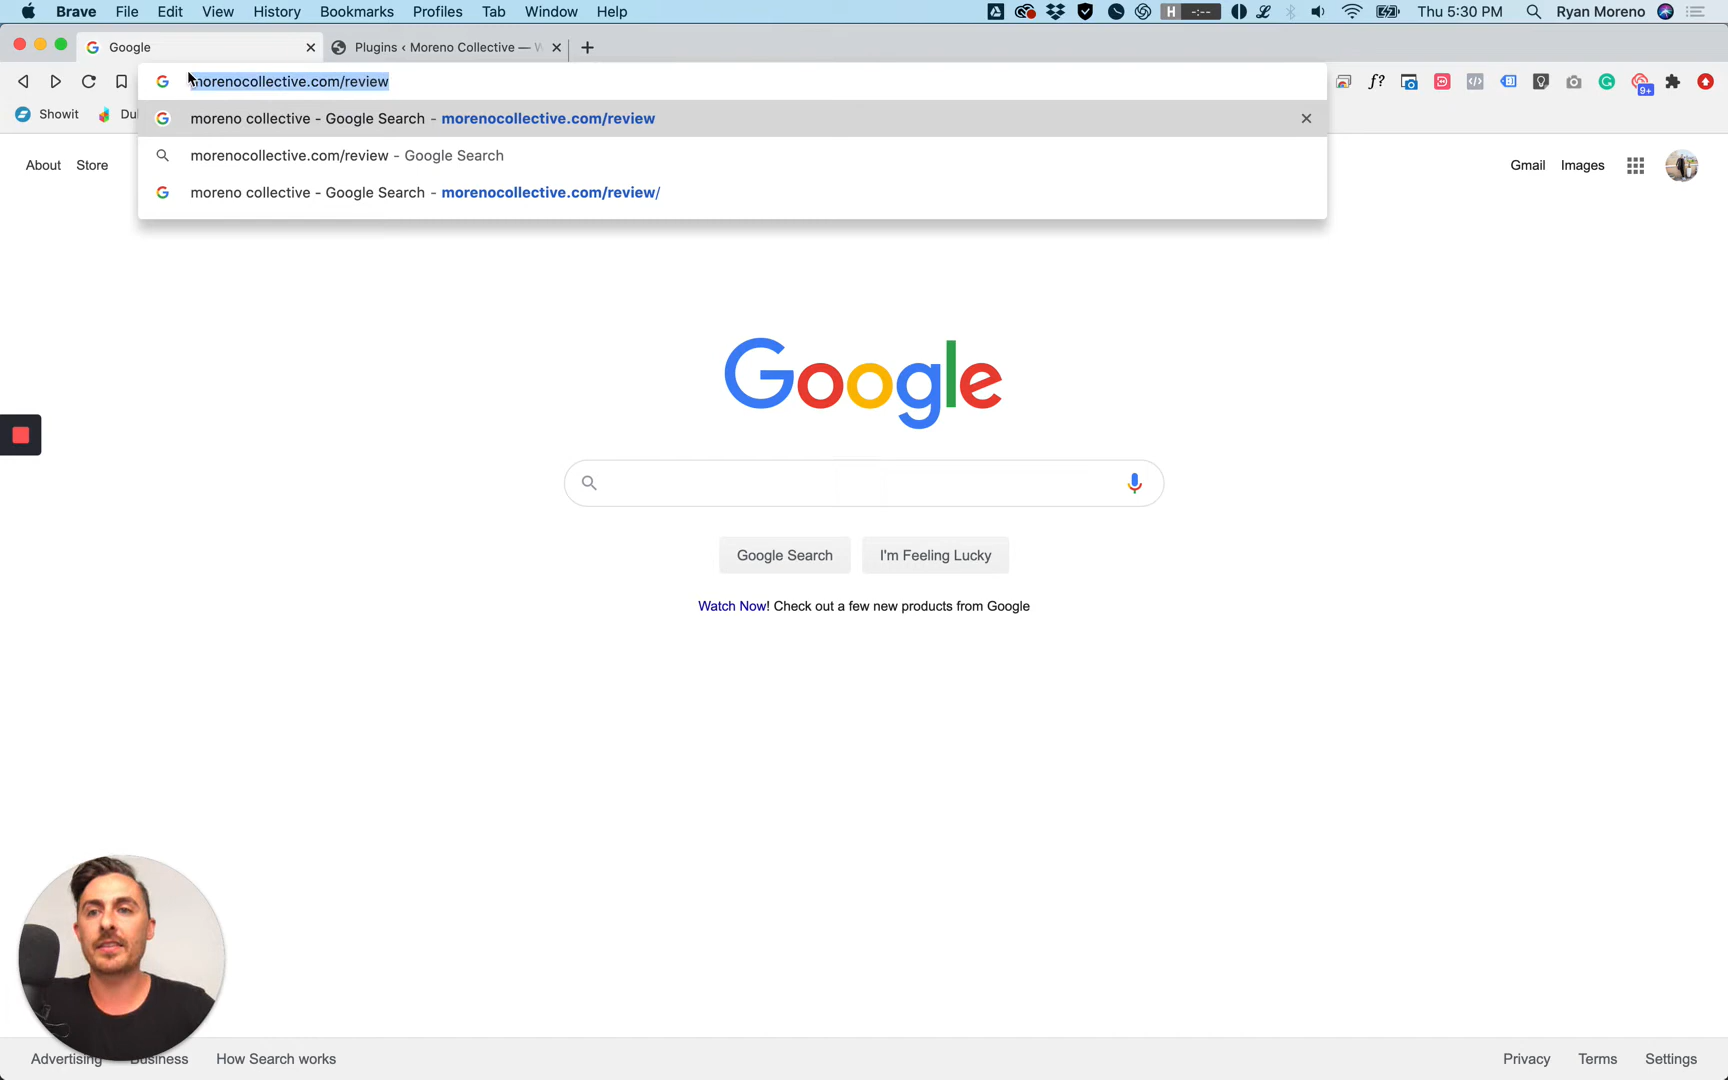 Brave File Edit View History Bookmarks Profiles Tab Window Help H -:-- Thu 5:30 PM Ryan Moreno
Google Plugins ‹ Moreno Collective — W
morenocollective.com/review f? 9+
Showit Dul
moreno collective - Google Search - morenocollective.com/review
morenocollective.com/review - Google Search
moreno collective - Google Search - morenocollective.com/review/
About Store Gmail Images
Google
Google Search I'm Feeling Lucky
Watch Now! Check out a few new products from Google
Advertising Business How Search works Privacy Terms Settings